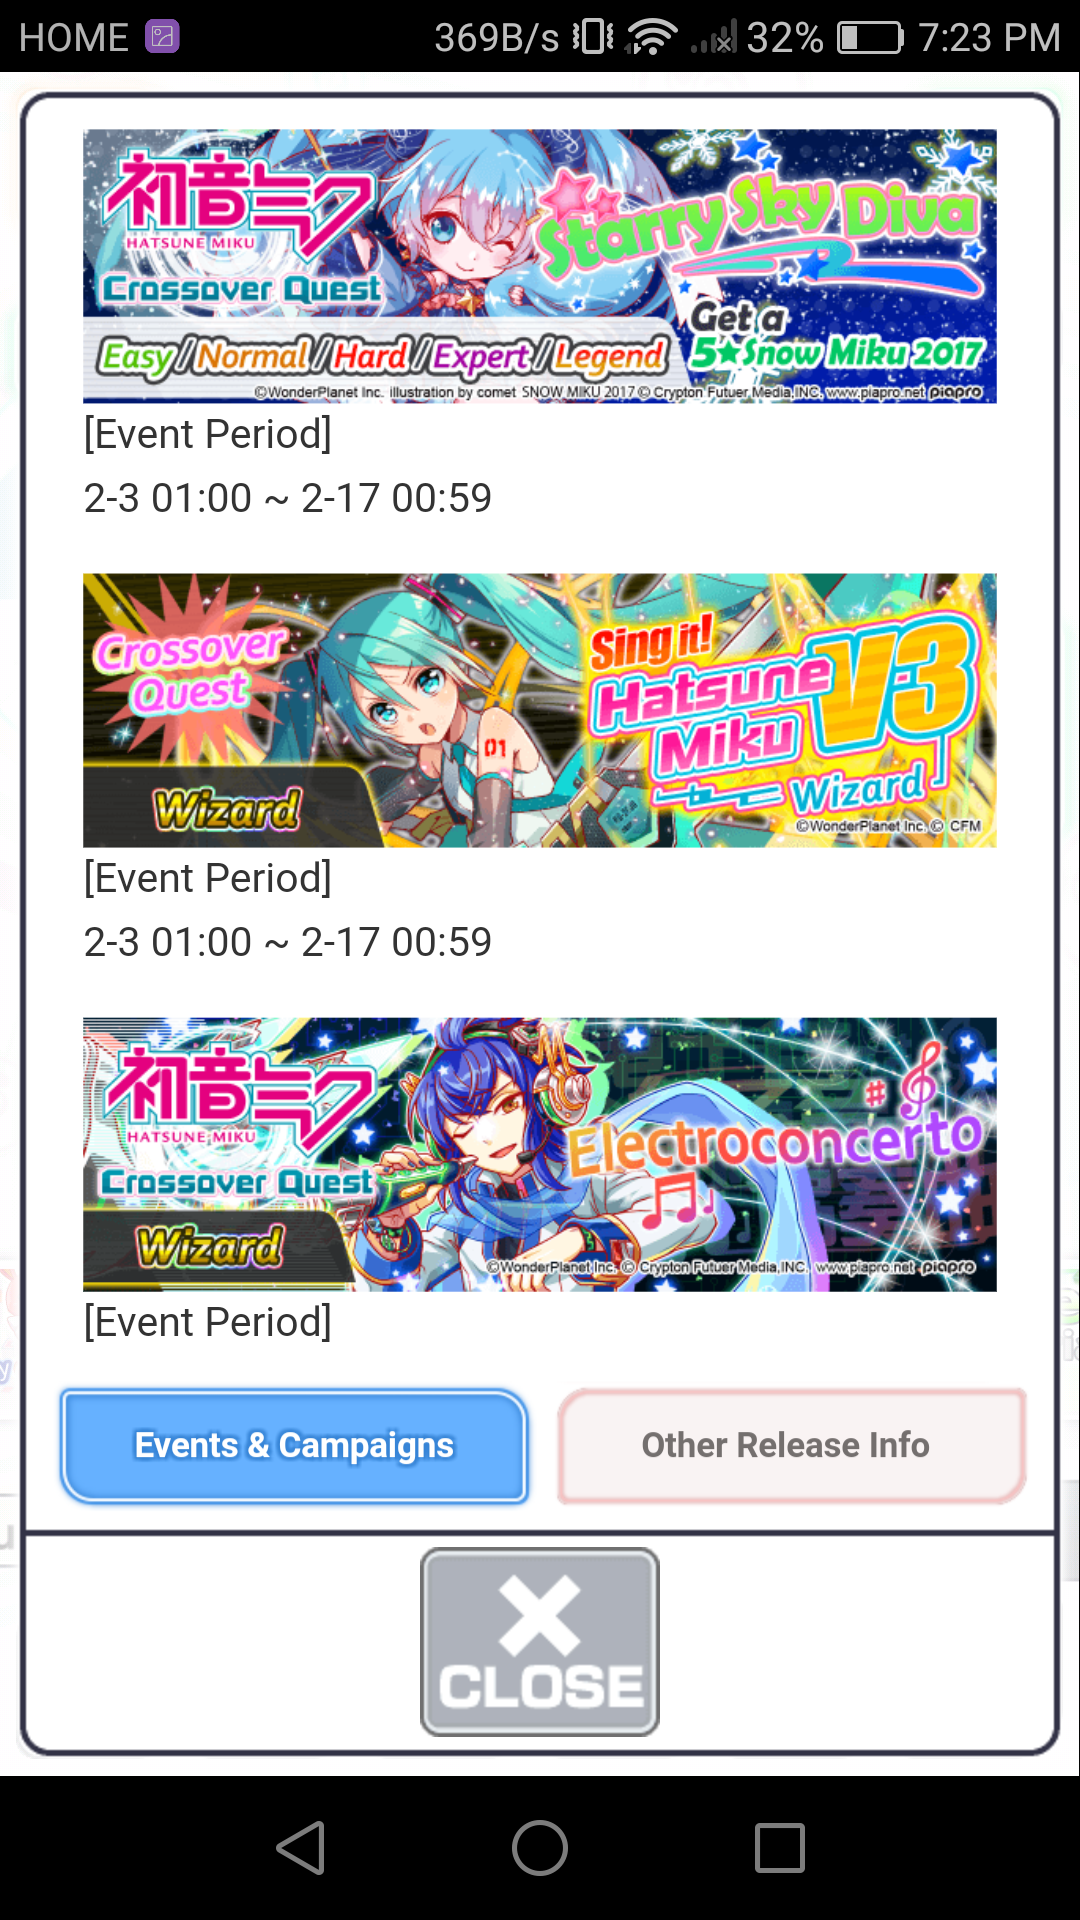 HOME 369B/s 32% 7:23 PM
初音ミク
HATSUNE MIKU
Crossover Quest
Starry Sky Diva
Get a
5★Snow Miku 2017
Easy/Normal/Hard/Expert/Legend
©WonderPlanet Inc. illustration by comet SNOW MIKU 2017 © Crypton Futuer Media,INC. www.piapro.net piapro
[Event Period]
2-3 01:00 ~ 2-17 00:59
Crossover
Quest
Sing it!
Hatsune
Miku V3
Wizard
01
Wizard
©WonderPlanet Inc. © CFM
[Event Period]
2-3 01:00 ~ 2-17 00:59
初音ミク
HATSUNE MIKU
Crossover Quest
Electroconcerto
Wizard
©WonderPlanet Inc. © Crypton Futuer Media,INC. www.piapro.net piapro
[Event Period]
Events & Campaigns
Other Release Info
CLOSE